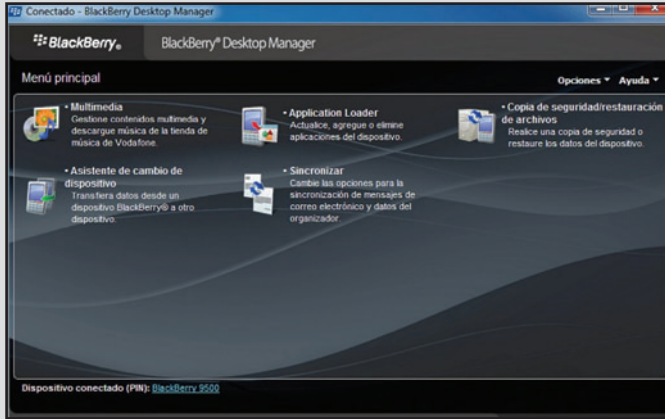 Conectado - BlackBerry Desktop Manager
BlackBerry®
BlackBerry® Desktop Manager
Menú principal
Opciones
Ayuda
• Multimedia
Gestione contenidos multimedia y
descargue música de la tienda de
música de Vodafone.
• Application Loader
Actualice, agregue o elimine
aplicaciones del dispositivo.
• Copia de seguridad/restauración
de archivos
Realice una copia de seguridad o
restaure los datos del dispositivo.
• Asistente de cambio de
dispositivo
Transfiera datos desde un
dispositivo BlackBerry® a otro
dispositivo.
• Sincronizar
Cambie las opciones para la
sincronización de mensajes de
correo electrónico y datos del
organizador.
Dispositivo conectado (PIN): BlackBerry 9500